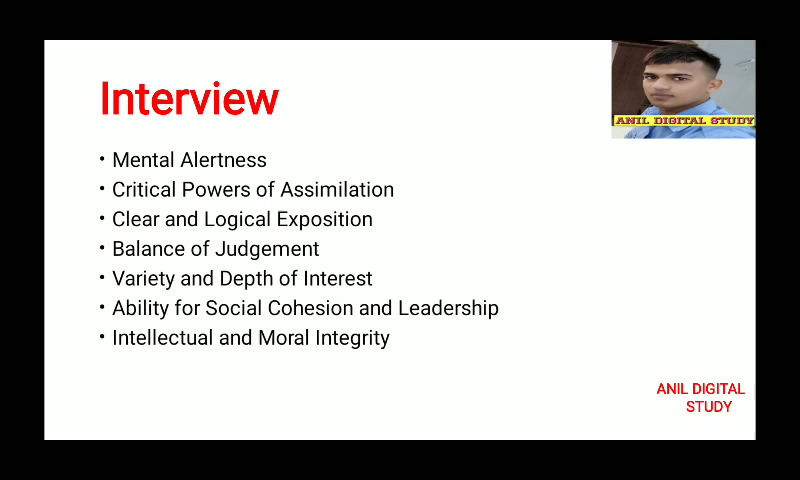 Interview
ANIL DIGITAL STUDY
• Mental Alertness
• Critical Powers of Assimilation
• Clear and Logical Exposition
• Balance of Judgement
• Variety and Depth of Interest
• Ability for Social Cohesion and Leadership
• Intellectual and Moral Integrity
ANIL DIGITAL
STUDY